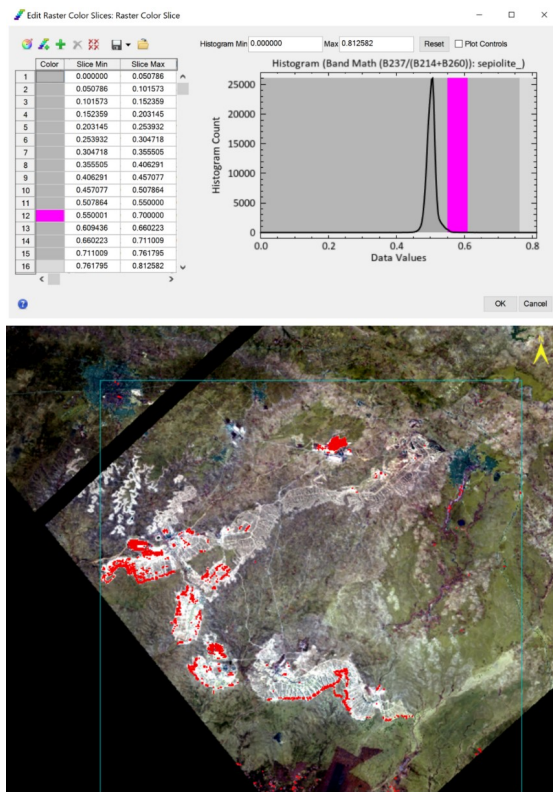 Edit Raster Color Slices: Raster Color Slice
Histogram Min 0.000000 Max 0.812582 Reset Plot Controls
Color Slice Min Slice Max
1 0.000000 0.050786
2 0.050786 0.101573
3 0.101573 0.152359
4 0.152359 0.203145
5 0.203145 0.253932
6 0.253932 0.304718
7 0.304718 0.355505
8 0.355505 0.406291
9 0.406291 0.457077
10 0.457077 0.507864
11 0.507864 0.550000
12 0.550001 0.700000
13 0.609436 0.660223
14 0.660223 0.711009
15 0.711009 0.761795
16 0.761795 0.812582
Histogram (Band Math (B237/(B214+B260)): sepiolite_)
Histogram Count
25000
20000
15000
10000
5000
0
0.0 0.2 0.4 0.6 0.8
Data Values
OK Cancel